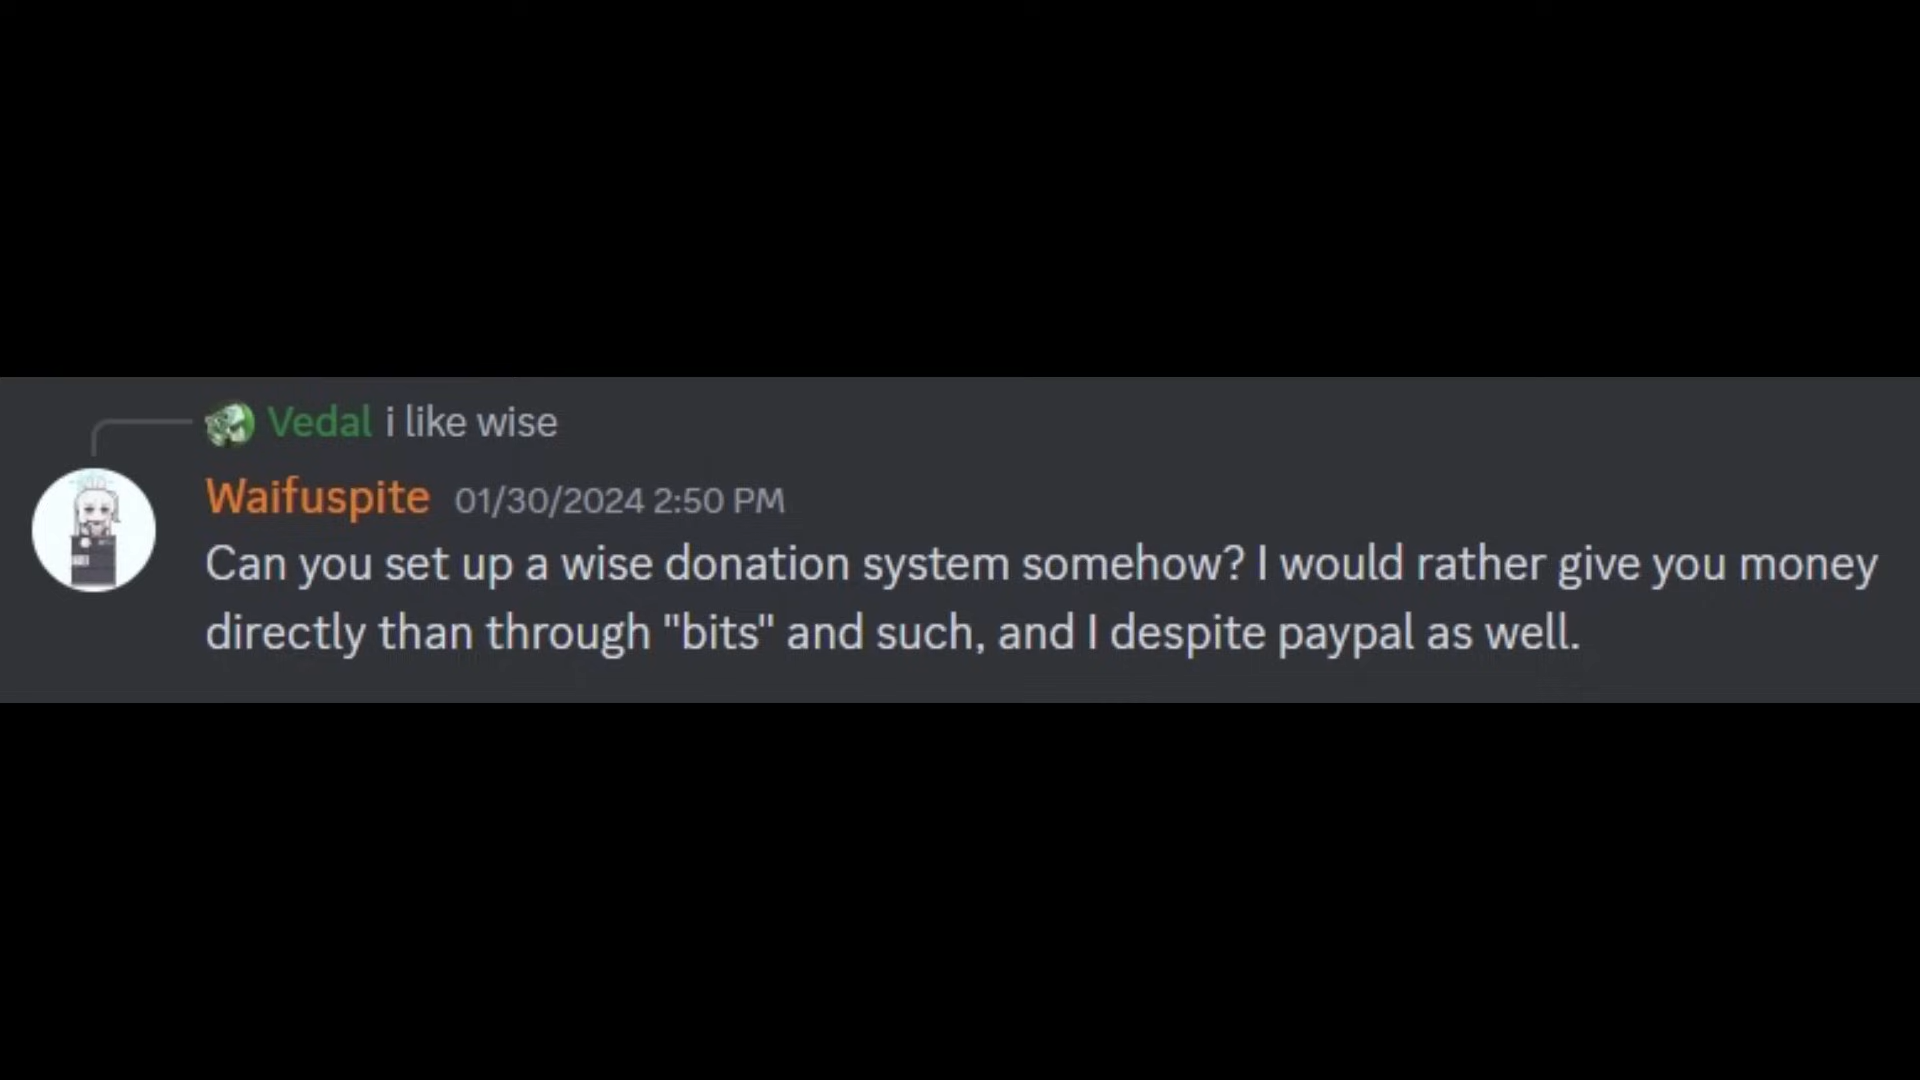 Vedal i like wise
Waifuspite 01/30/2024 2:50 PM
Can you set up a wise donation system somehow? I would rather give you money
directly than through "bits" and such, and I despite paypal as well.